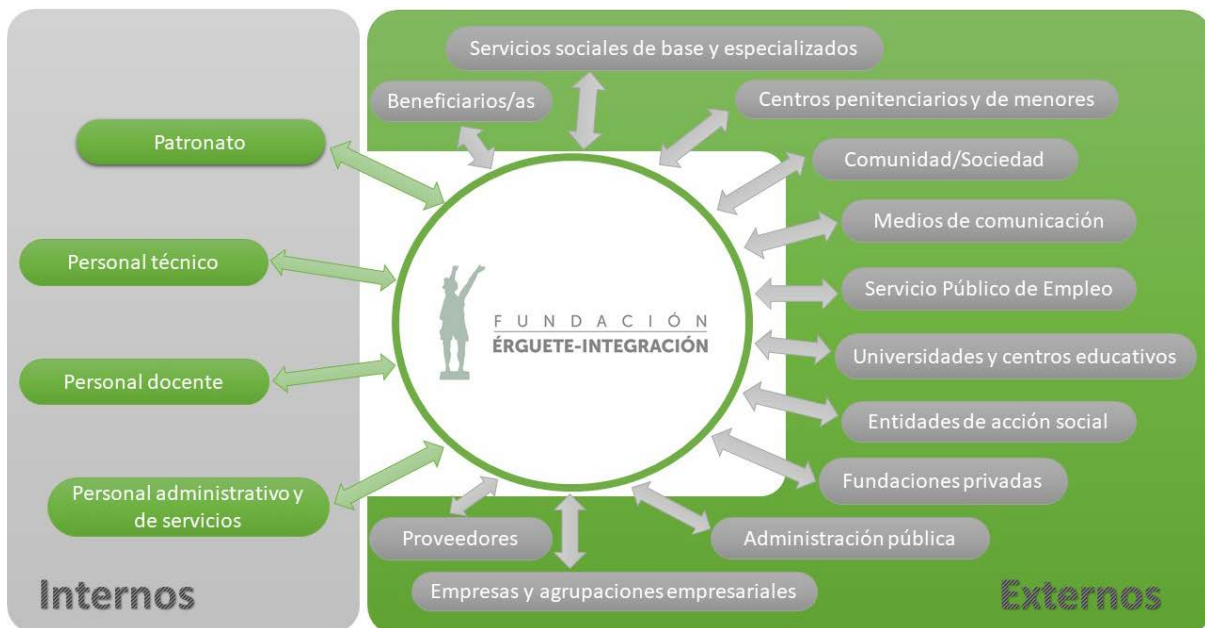 Servicios sociales de base y especializados
Beneficiarios/as
Centros penitenciarios y de menores
Patronato
Comunidad/Sociedad
Medios de comunicación
Personal técnico
Servicio Público de Empleo
FUNDACIÓN
ÉRGUETE-INTEGRACIÓN
Universidades y centros educativos
Personal docente
Entidades de acción social
Fundaciones privadas
Personal administrativo y
de servicios
Proveedores
Administración pública
Empresas y agrupaciones empresariales
Internos
Externos